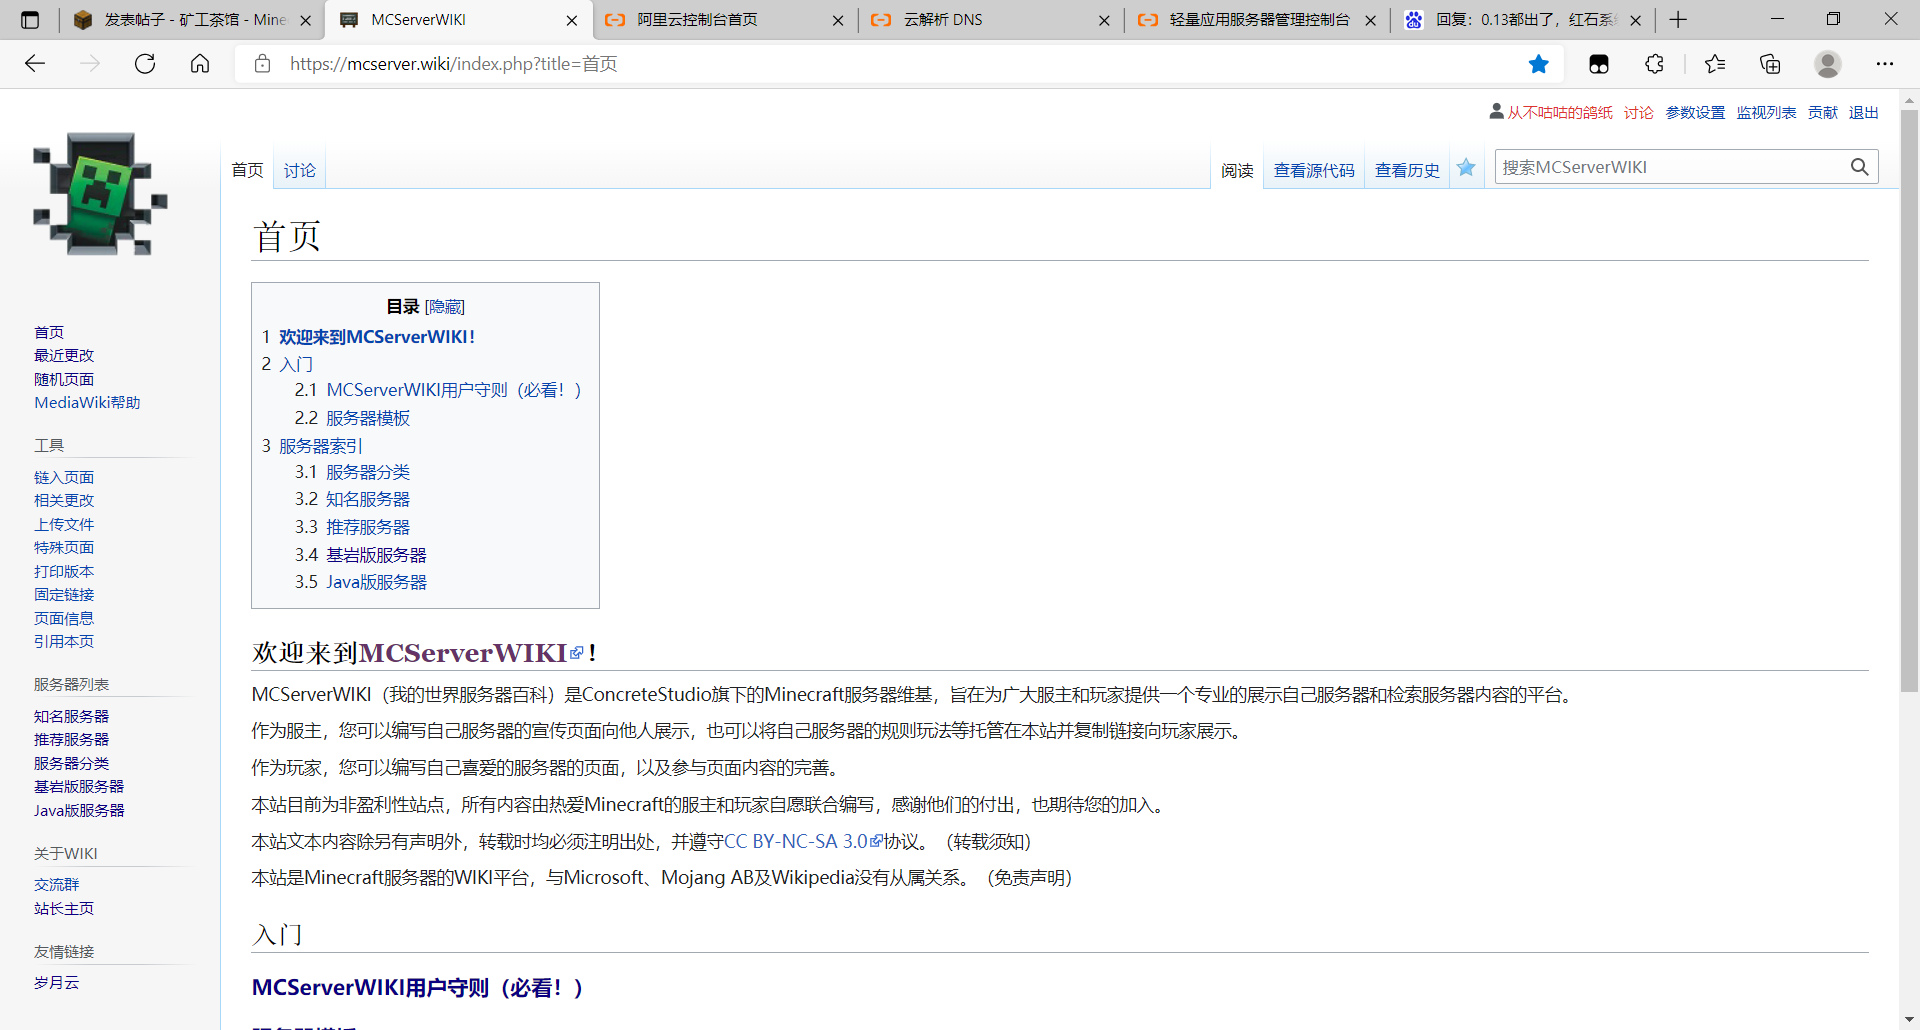 发表帖子 - 矿工茶馆 - Mine
MCServerWIKI
阿里云控制台首页
云解析 DNS
轻量应用服务器管理控制台
回复：0.13都出了，红石系
https://mcserver.wiki/index.php?title=首页
从不咕咕的鸽纸 讨论 参数设置 监视列表 贡献 退出
首页 讨论
阅读 查看源代码 查看历史
搜索MCServerWIKI
首页
最近更改
随机页面
MediaWiki帮助
工具
链入页面
相关更改
上传文件
特殊页面
打印版本
固定链接
页面信息
引用本页
服务器列表
知名服务器
推荐服务器
服务器分类
基岩版服务器
Java版服务器
关于WIKI
交流群
站长主页
友情链接
岁月云
首页
目录 [隐藏]
1 欢迎来到MCServerWIKI！
2 入门
2.1 MCServerWIKI用户守则（必看！）
2.2 服务器模板
3 服务器索引
3.1 服务器分类
3.2 知名服务器
3.3 推荐服务器
3.4 基岩版服务器
3.5 Java版服务器
欢迎来到MCServerWIKI！
MCServerWIKI（我的世界服务器百科）是ConcreteStudio旗下的Minecraft服务器维基，旨在为广大服主和玩家提供一个专业的展示自己服务器和检索服务器内容的平台。
作为服主，您可以编写自己服务器的宣传页面向他人展示，也可以将自己服务器的规则玩法等托管在本站并复制链接向玩家展示。
作为玩家，您可以编写自己喜爱的服务器的页面，以及参与页面内容的完善。
本站目前为非盈利性站点，所有内容由热爱Minecraft的服主和玩家自愿联合编写，感谢他们的付出，也期待您的加入。
本站文本内容除另有声明外，转载时均必须注明出处，并遵守CC BY-NC-SA 3.0协议。（转载须知）
本站是Minecraft服务器的WIKI平台，与Microsoft、Mojang AB及Wikipedia没有从属关系。（免责声明）
入门
MCServerWIKI用户守则（必看！）
服务器模板